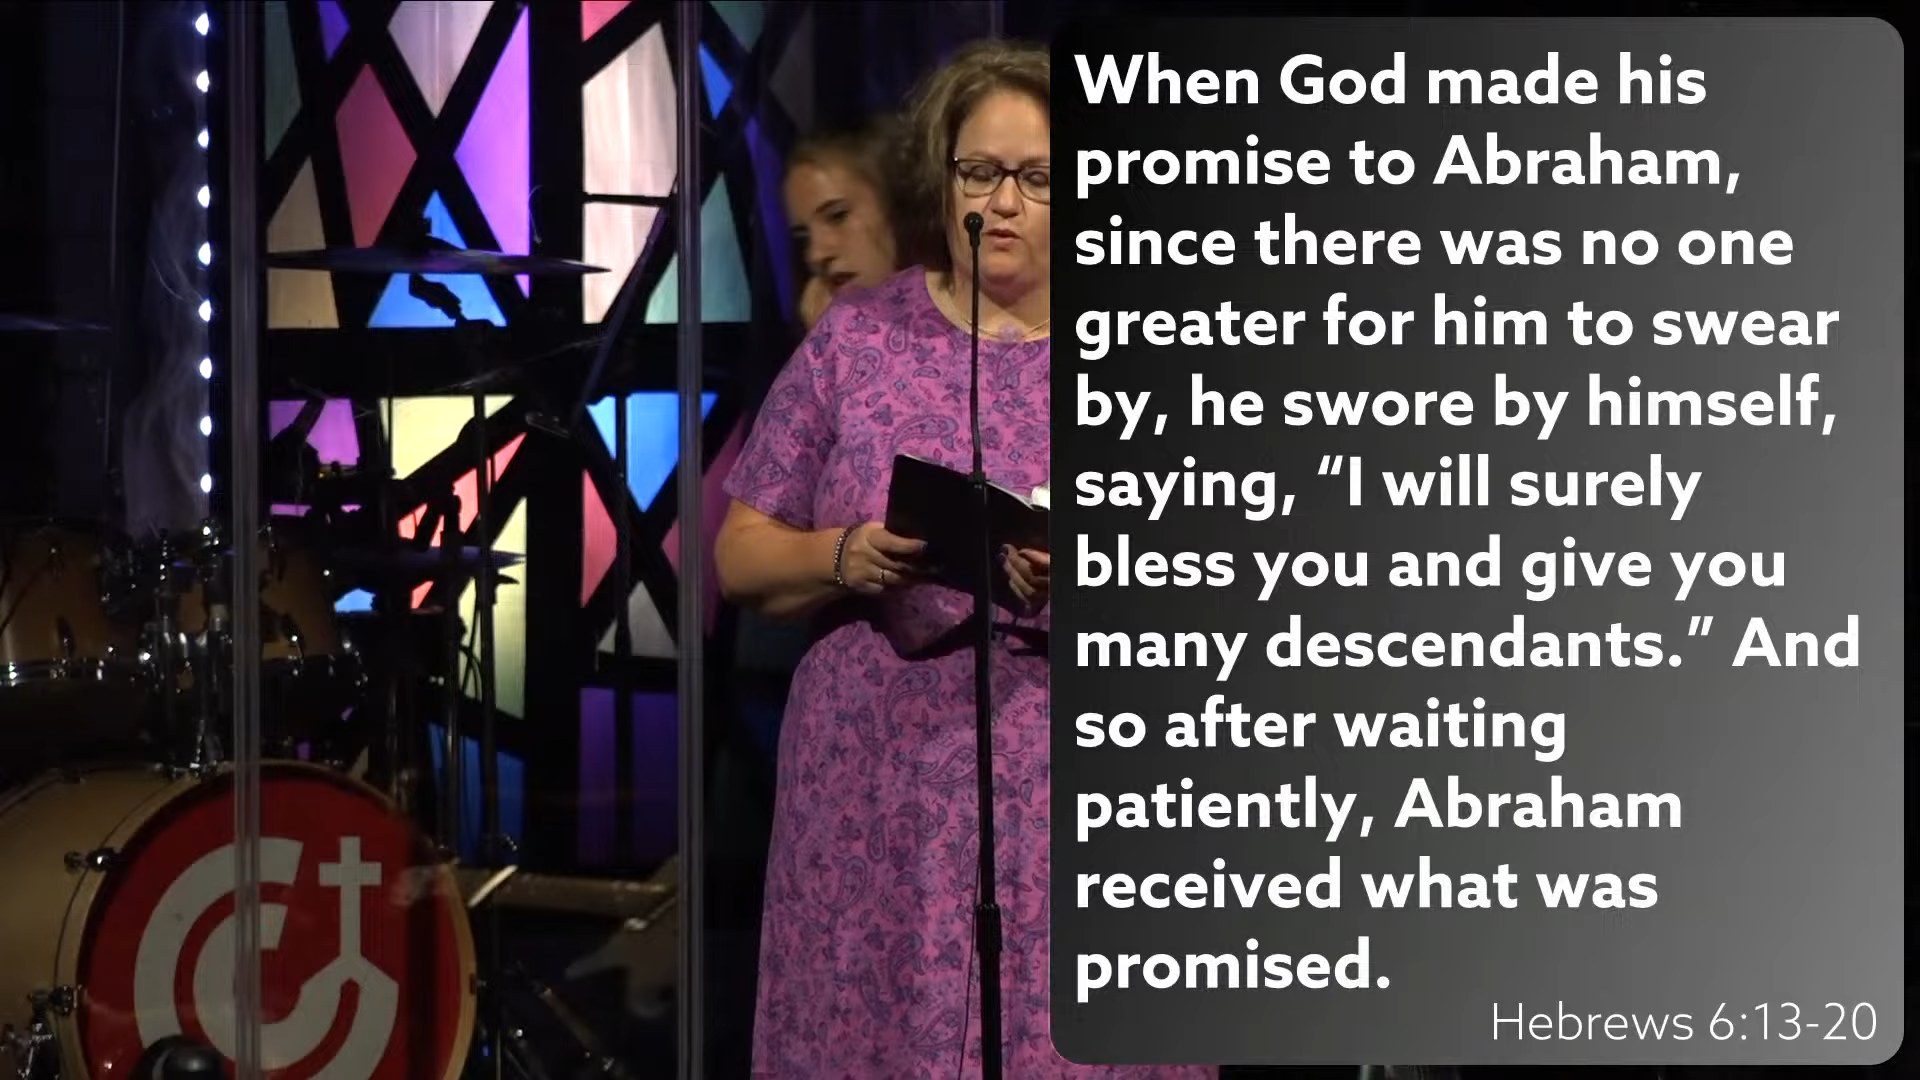 When God made his
promise to Abraham,
since there was no one
greater for him to swear
by, he swore by himself,
saying, “I will surely
bless you and give you
many descendants.” And
so after waiting
patiently, Abraham
received what was
promised.
Hebrews 6:13-20